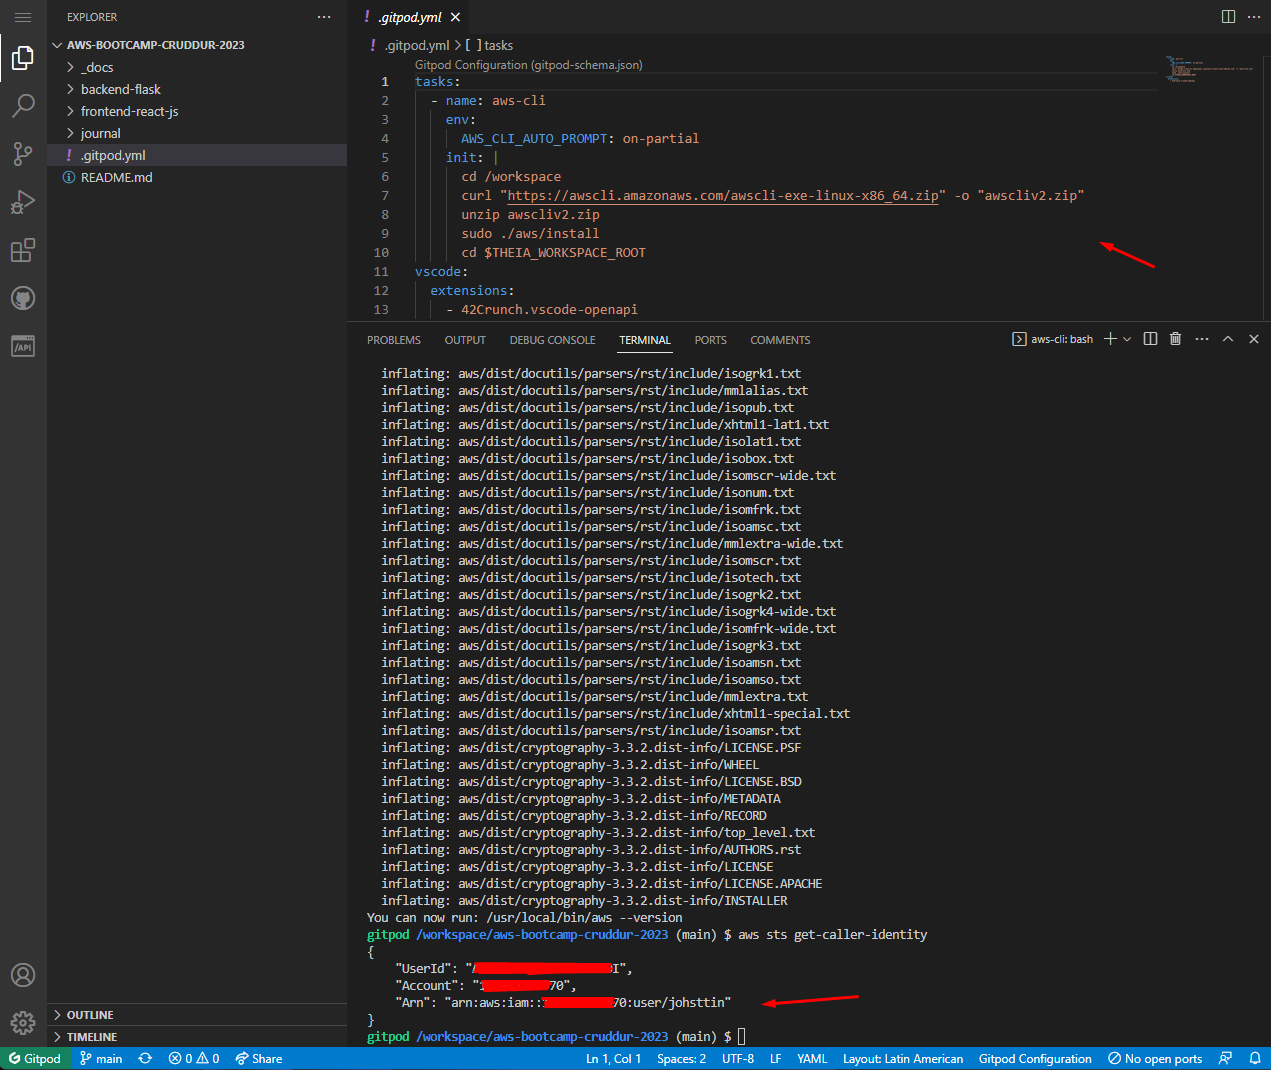 EXPLORER
AWS-BOOTCAMP-CRUDDUR-2023
_docs
backend-flask
frontend-react-js
journal
! .gitpod.yml
README.md
OUTLINE
TIMELINE
! .gitpod.yml
! .gitpod.yml > [ ] tasks
Gitpod Configuration (gitpod-schema.json)
1 tasks:
2 - name: aws-cli
3 env:
4 AWS_CLI_AUTO_PROMPT: on-partial
5 init: |
6 cd /workspace
7 curl "https://awscli.amazonaws.com/awscli-exe-linux-x86_64.zip" -o "awscliv2.zip"
8 unzip awscliv2.zip
9 sudo ./aws/install
10 cd $THEIA_WORKSPACE_ROOT
11 vscode:
12 extensions:
13 - 42Crunch.vscode-openapi
PROBLEMS OUTPUT DEBUG CONSOLE TERMINAL PORTS COMMENTS aws-cli: bash
inflating: aws/dist/docutils/parsers/rst/include/isogrk1.txt
inflating: aws/dist/docutils/parsers/rst/include/mmlalias.txt
inflating: aws/dist/docutils/parsers/rst/include/isopub.txt
inflating: aws/dist/docutils/parsers/rst/include/xhtml1-lat1.txt
inflating: aws/dist/docutils/parsers/rst/include/isolat1.txt
inflating: aws/dist/docutils/parsers/rst/include/isobox.txt
inflating: aws/dist/docutils/parsers/rst/include/isomscr-wide.txt
inflating: aws/dist/docutils/parsers/rst/include/isonum.txt
inflating: aws/dist/docutils/parsers/rst/include/isomfrk.txt
inflating: aws/dist/docutils/parsers/rst/include/isoamsc.txt
inflating: aws/dist/docutils/parsers/rst/include/mmlextra-wide.txt
inflating: aws/dist/docutils/parsers/rst/include/isomscr.txt
inflating: aws/dist/docutils/parsers/rst/include/isotech.txt
inflating: aws/dist/docutils/parsers/rst/include/isogrk2.txt
inflating: aws/dist/docutils/parsers/rst/include/isogrk4-wide.txt
inflating: aws/dist/docutils/parsers/rst/include/isomfrk-wide.txt
inflating: aws/dist/docutils/parsers/rst/include/isogrk3.txt
inflating: aws/dist/docutils/parsers/rst/include/isoamsn.txt
inflating: aws/dist/docutils/parsers/rst/include/isoamso.txt
inflating: aws/dist/docutils/parsers/rst/include/mmlextra.txt
inflating: aws/dist/docutils/parsers/rst/include/xhtml1-special.txt
inflating: aws/dist/docutils/parsers/rst/include/isoamsr.txt
inflating: aws/dist/cryptography-3.3.2.dist-info/LICENSE.PSF
inflating: aws/dist/cryptography-3.3.2.dist-info/WHEEL
inflating: aws/dist/cryptography-3.3.2.dist-info/LICENSE.BSD
inflating: aws/dist/cryptography-3.3.2.dist-info/METADATA
inflating: aws/dist/cryptography-3.3.2.dist-info/RECORD
inflating: aws/dist/cryptography-3.3.2.dist-info/top_level.txt
inflating: aws/dist/cryptography-3.3.2.dist-info/AUTHORS.rst
inflating: aws/dist/cryptography-3.3.2.dist-info/LICENSE
inflating: aws/dist/cryptography-3.3.2.dist-info/LICENSE.APACHE
inflating: aws/dist/cryptography-3.3.2.dist-info/INSTALLER
You can now run: /usr/local/bin/aws --version
gitpod /workspace/aws-bootcamp-cruddur-2023 (main) $ aws sts get-caller-identity
{
"UserId": "
"Account": " 70",
"Arn": "arn:aws:iam:: 70:user/johsttin"
}
gitpod /workspace/aws-bootcamp-cruddur-2023 (main) $
Gitpod main 0 0 Share Ln 1, Col 1 Spaces: 2 UTF-8 LF YAML Layout: Latin American Gitpod Configuration No open ports